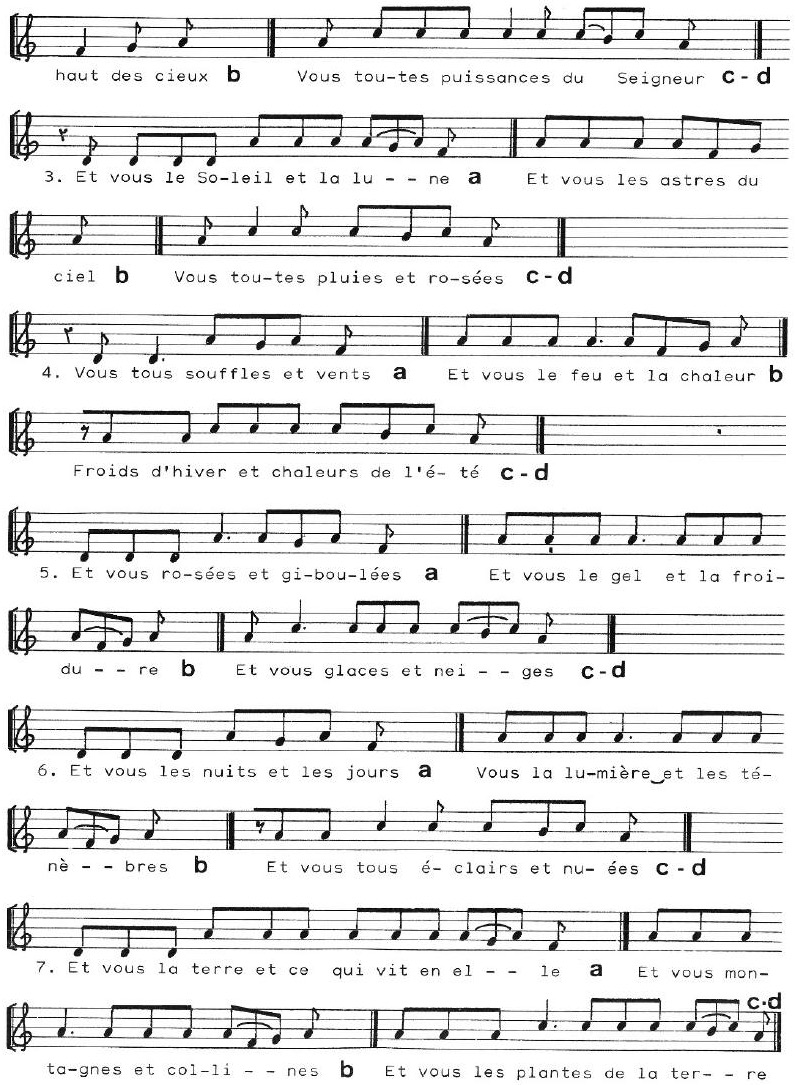 haut des cieux b Vous tou-tes puissances du Seigneur c - d
3. Et vous le So-leil et la lu - - ne a Et vous les astres du
ciel b Vous tou-tes pluies et ro-sées c-d
4. Vous tous souffles et vents a Et vous le feu et la chaleur b
Froids d'hiver et chaleurs de l'é- té c - d
5. Et vous ro-sées et gi-bou-lées a Et vous le gel et la froi-
du - - re b Et vous glaces et nei - - ges c - d
6. Et vous les nuits et les jours a Vous la lu-mière‿et les té-
nè - - bres b Et vous tous é- clairs et nu- ées c - d
7. Et vous la terre et ce qui vit en el - - le a Et vous mon-
c.d
ta-gnes et col-li - - nes b Et vous les plantes de la ter- - re